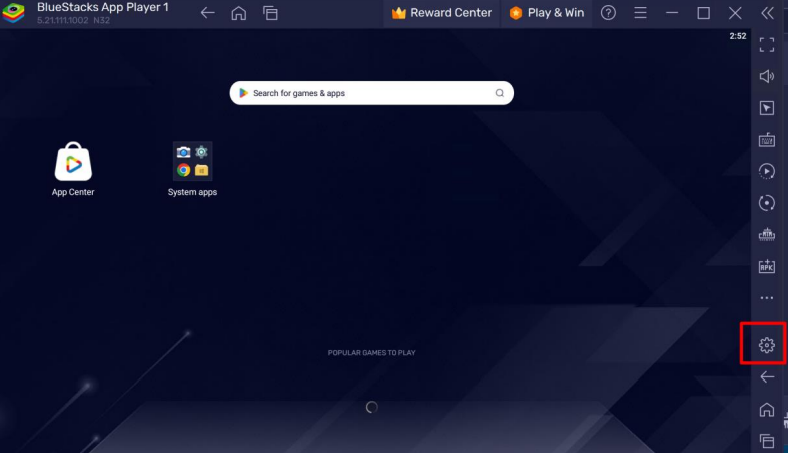 BlueStacks App Player 1
5.21.111.1002 N32
Reward Center
Play & Win
2:52
Search for games & apps
App Center
System apps
APK
POPULAR GAMES TO PLAY